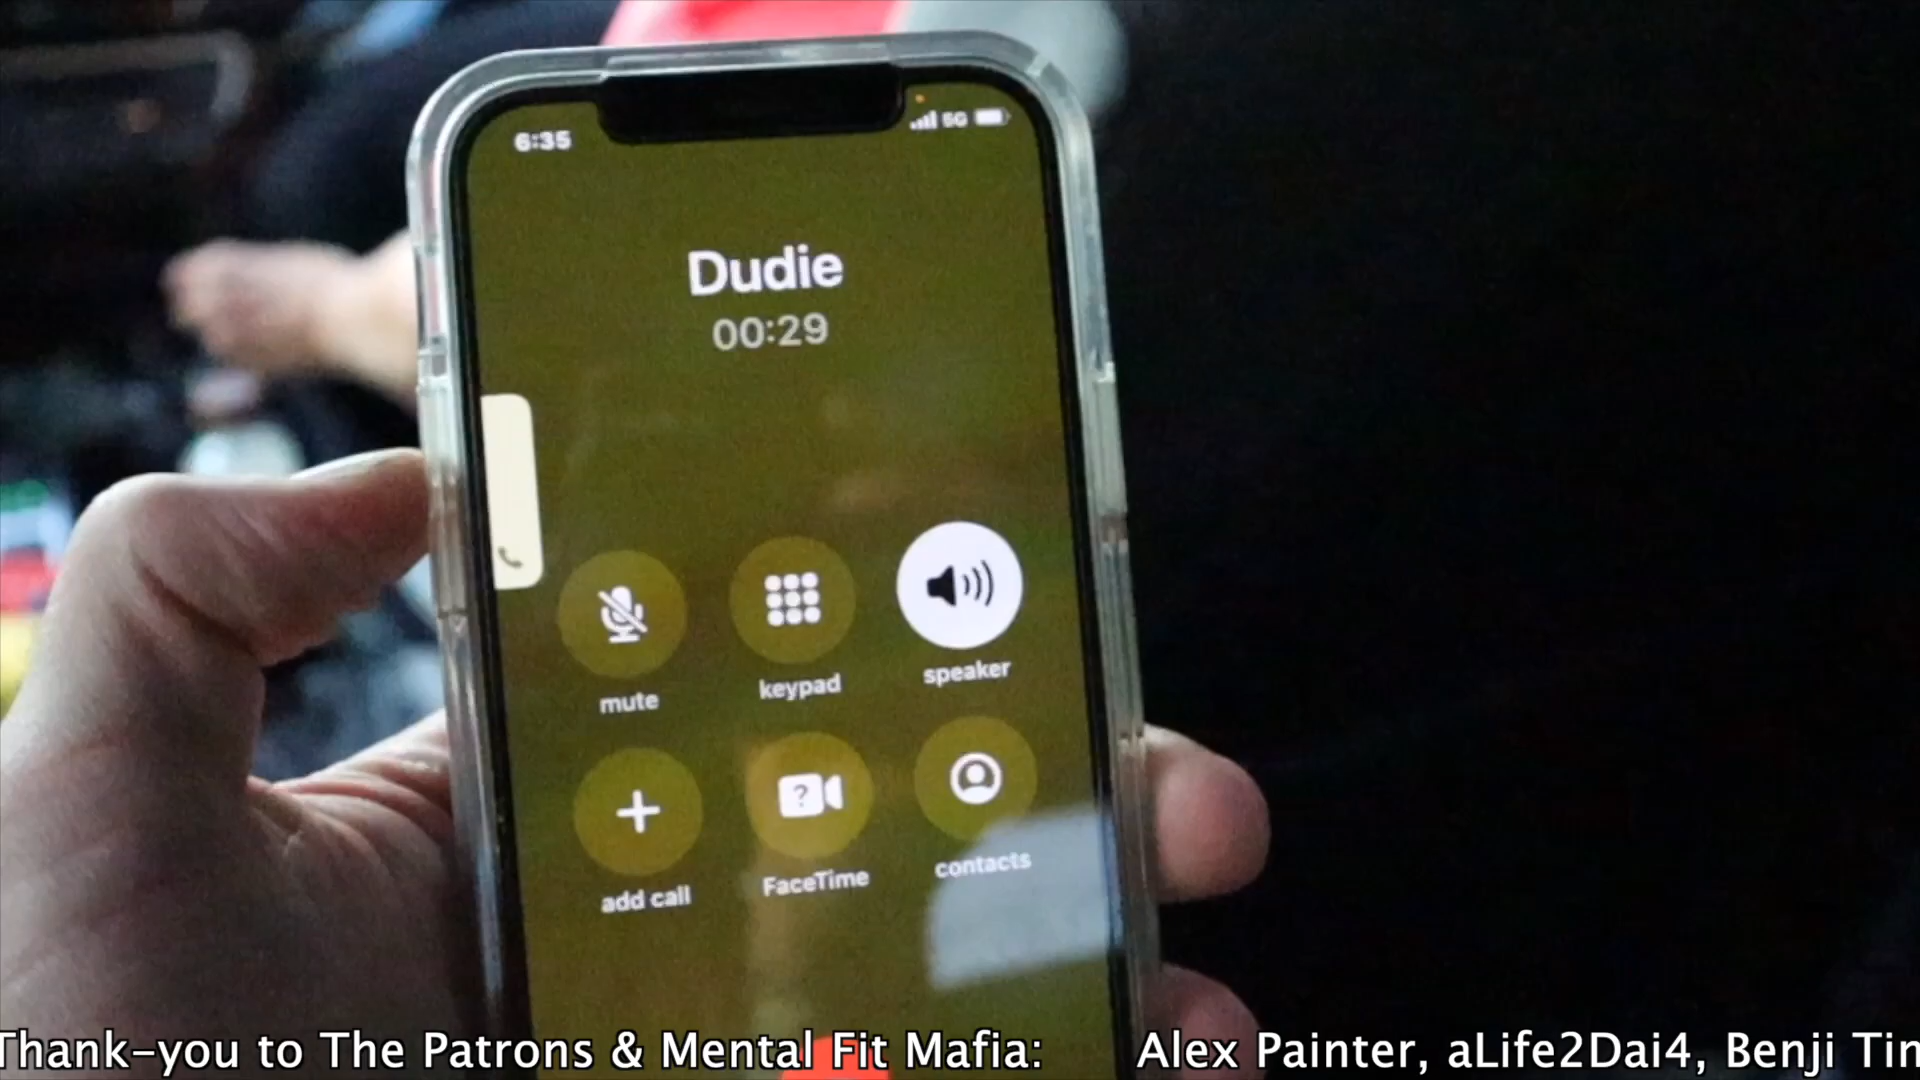 6:35
5G
Dudie
00:29
mute
keypad
speaker
add call
FaceTime
contacts
Thank-you to The Patrons & Mental Fit Mafia: Alex Painter, aLife2Dai4, Benji Tim